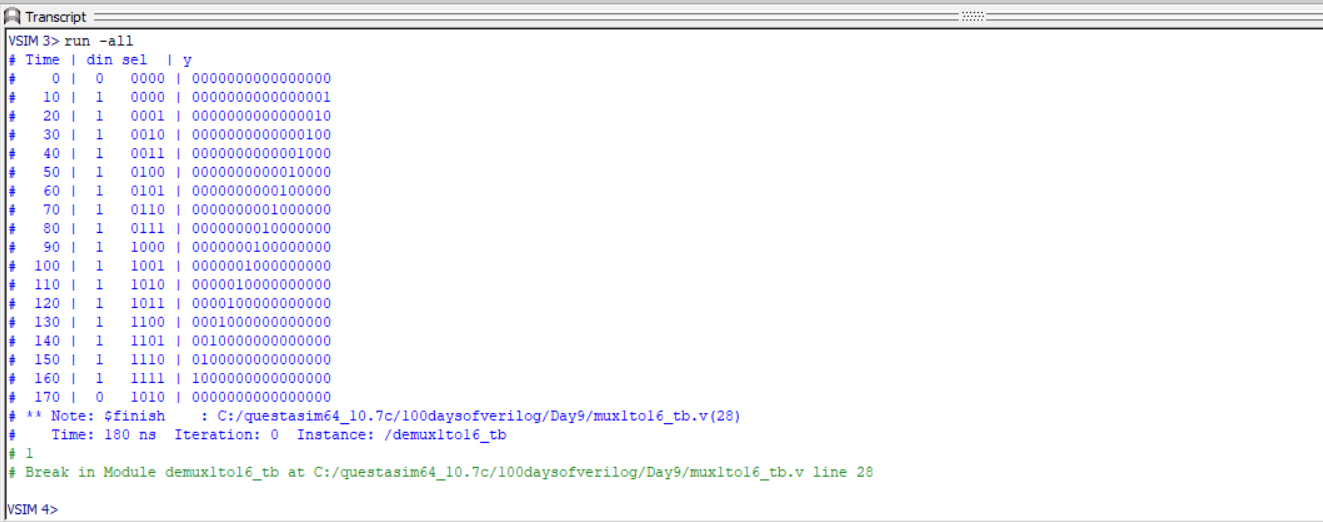 Transcript
VSIM 3> run -all
# Time | din sel  | y
#    0 |  0   0000 | 0000000000000000
#   10 |  1   0000 | 0000000000000001
#   20 |  1   0001 | 0000000000000010
#   30 |  1   0010 | 0000000000000100
#   40 |  1   0011 | 0000000000001000
#   50 |  1   0100 | 0000000000010000
#   60 |  1   0101 | 0000000000100000
#   70 |  1   0110 | 0000000001000000
#   80 |  1   0111 | 0000000010000000
#   90 |  1   1000 | 0000000100000000
#  100 |  1   1001 | 0000001000000000
#  110 |  1   1010 | 0000010000000000
#  120 |  1   1011 | 0000100000000000
#  130 |  1   1100 | 0001000000000000
#  140 |  1   1101 | 0010000000000000
#  150 |  1   1110 | 0100000000000000
#  160 |  1   1111 | 1000000000000000
#  170 |  0   1010 | 0000000000000000
# ** Note: $finish    : C:/questasim64_10.7c/100daysofverilog/Day9/mux1to16_tb.v(28)
#    Time: 180 ns  Iteration: 0  Instance: /demux1to16_tb
# 1
# Break in Module demux1to16_tb at C:/questasim64_10.7c/100daysofverilog/Day9/mux1to16_tb.v line 28
VSIM 4>